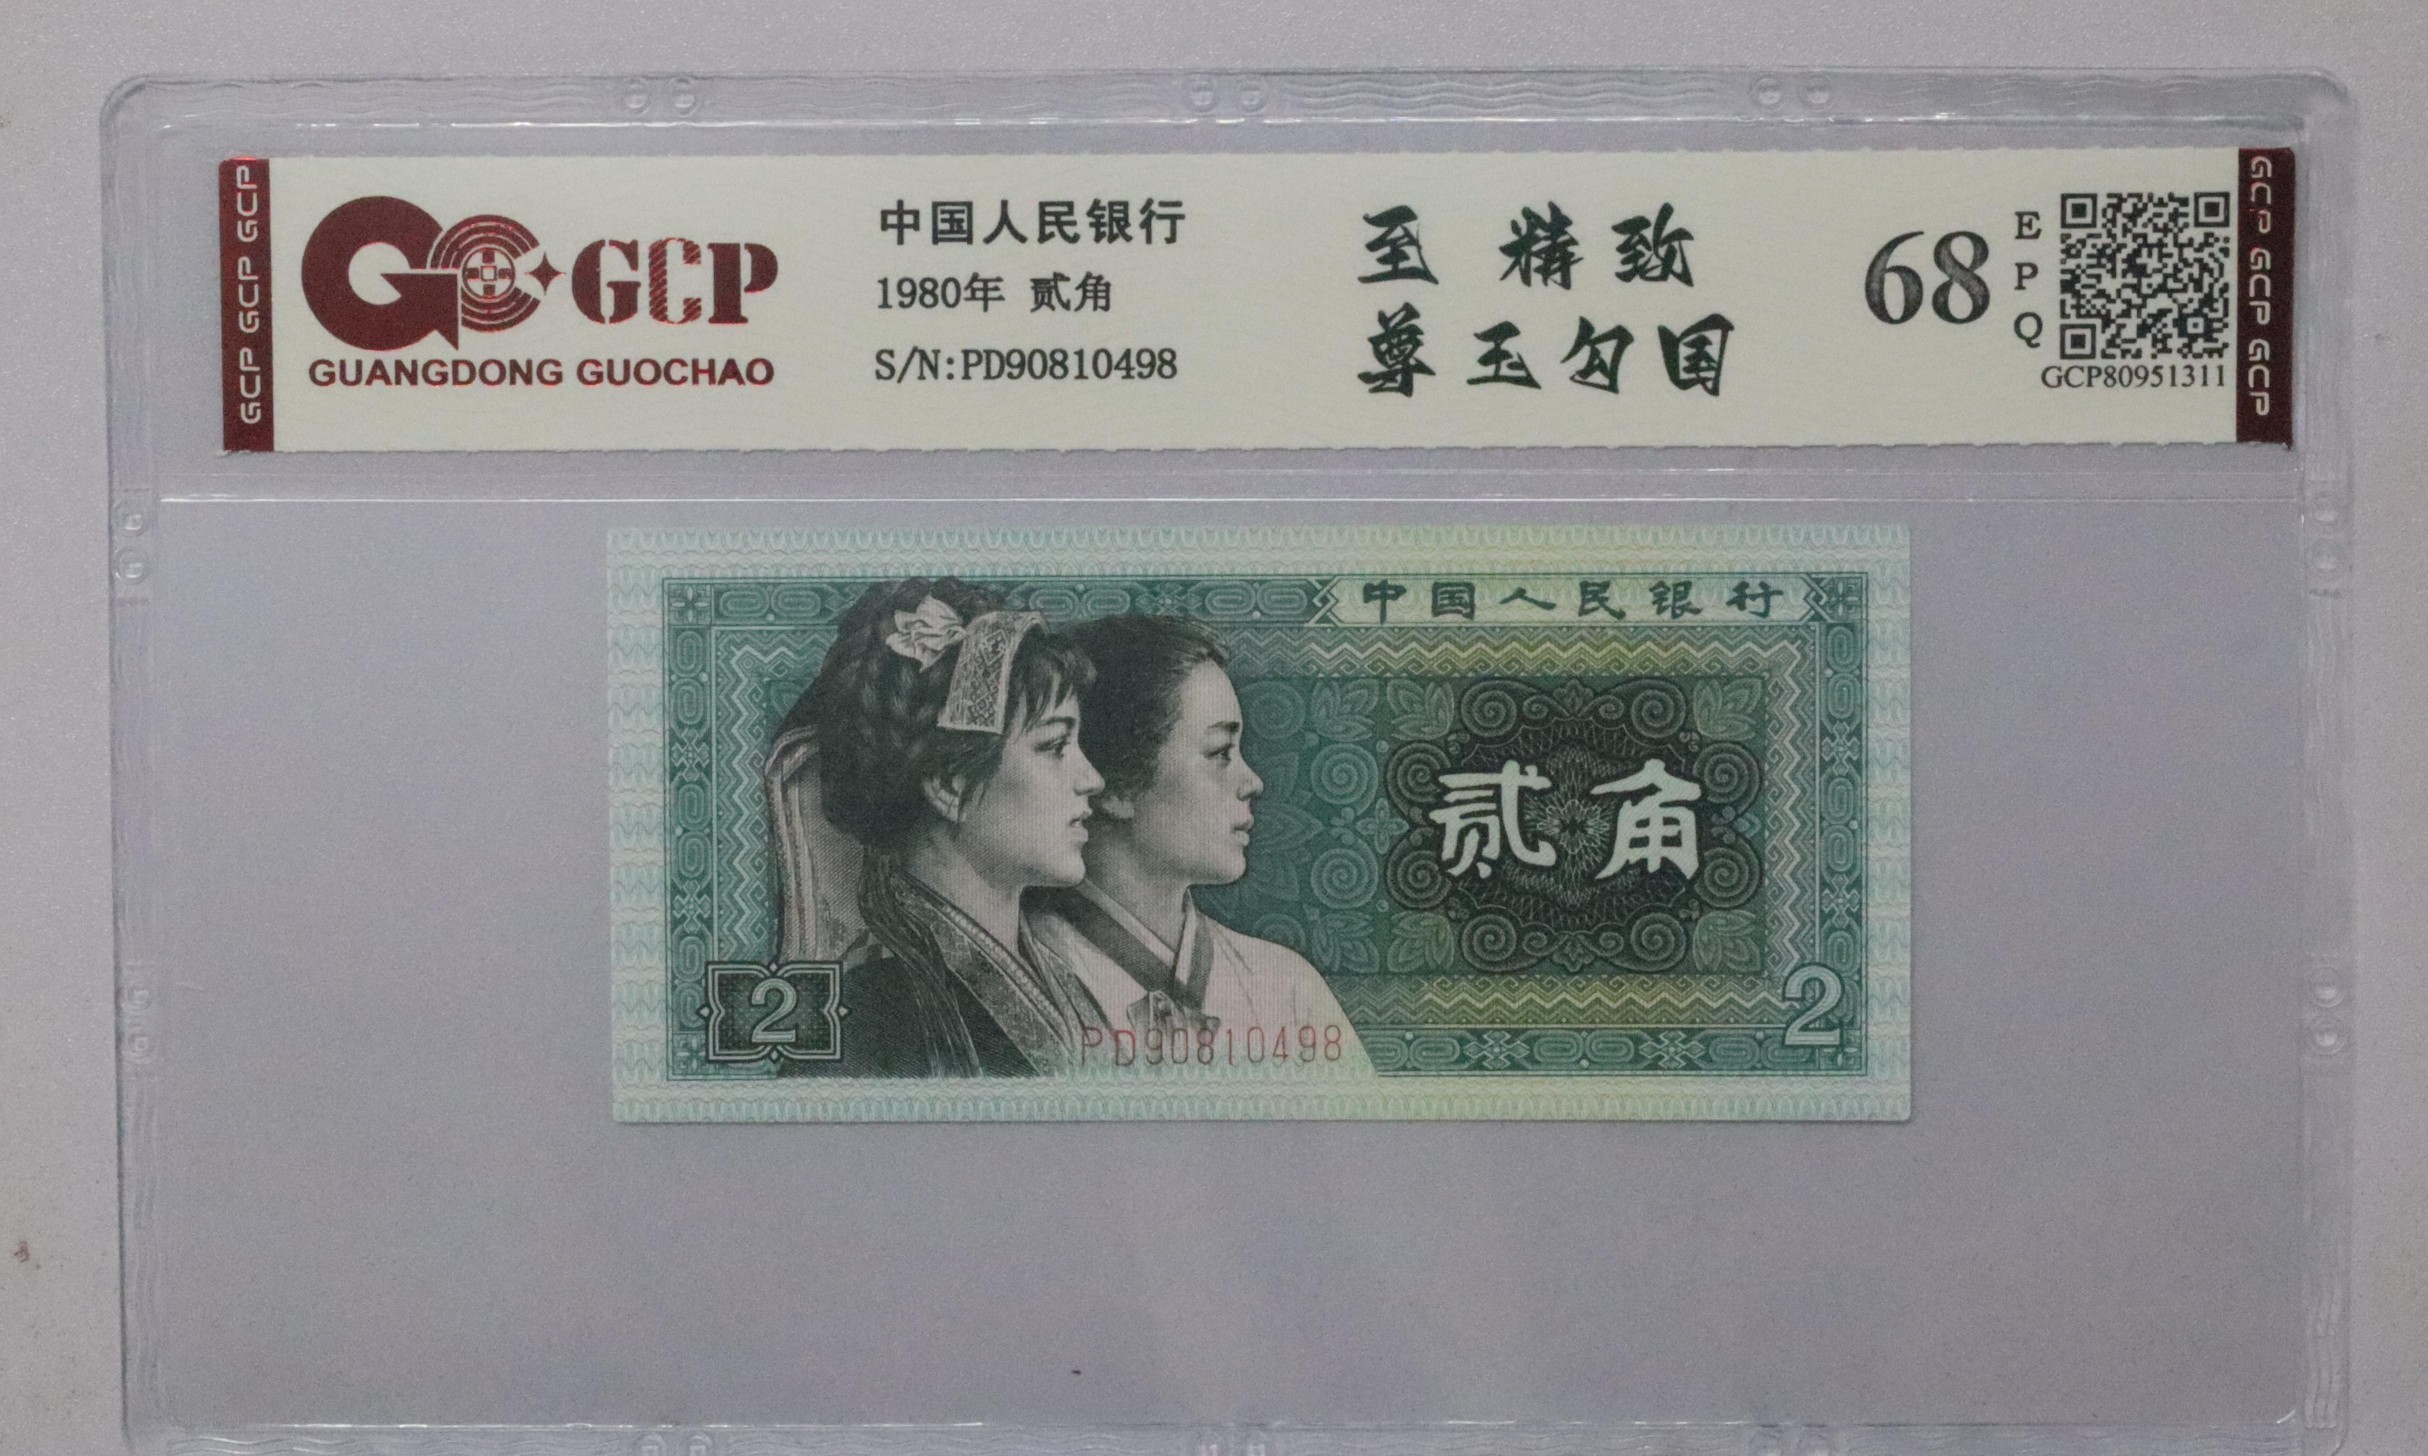 GCP GCP GCP
GCP
GUANGDONG GUOCHAO
中国人民银行
1980年 贰角
S/N:PD90810498
至 精致
尊 玉勾国
68
E
P
Q
GCP80951311
GCP GCP GCP
中国人民银行
贰角
2
PD90810498
2